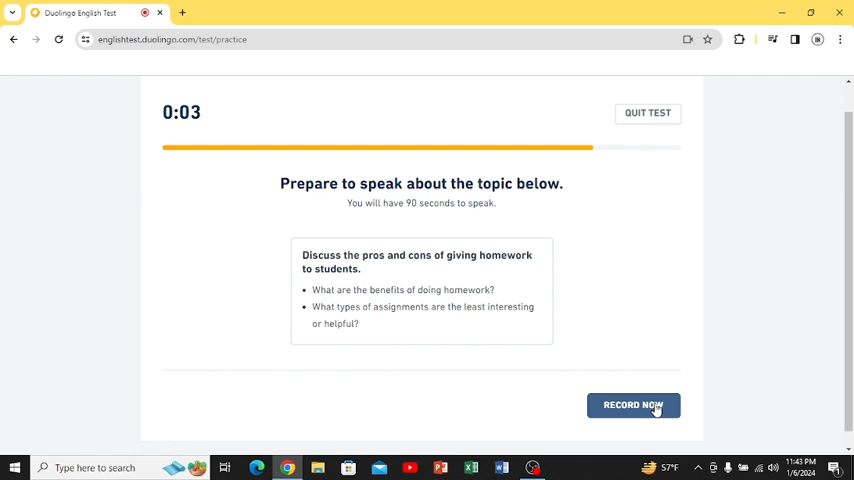 Duolingo English Test
englishtest.duolingo.com/test/practice
IN
0:03
QUIT TEST
Prepare to speak about the topic below.
You will have 90 seconds to speak.
Discuss the pros and cons of giving homework
to students.
• What are the benefits of doing homework?
• What types of assignments are the least interesting
or helpful?
RECORD NOW
Type here to search
57°F
11:43 PM
1/6/2024